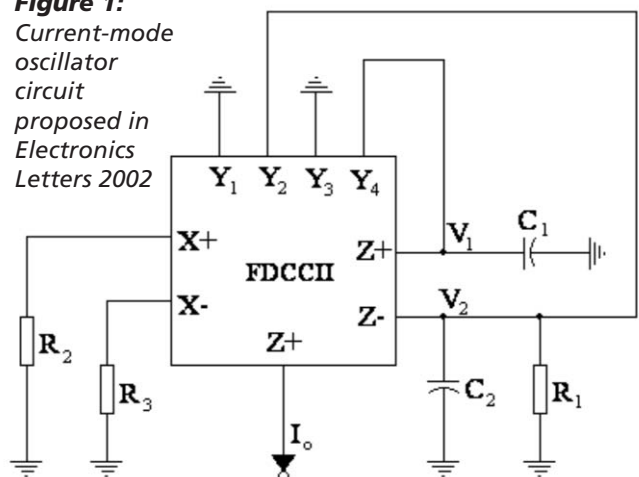 Figure 1:
Current-mode
oscillator
circuit
proposed in
Electronics
Letters 2002
Y₁ Y₂ Y₃ Y₄
X+
Z+
V₁
C₁
FDCCII
X-
Z-
V₂
Z+
R₂
R₃
C₂
R₁
Iₒ